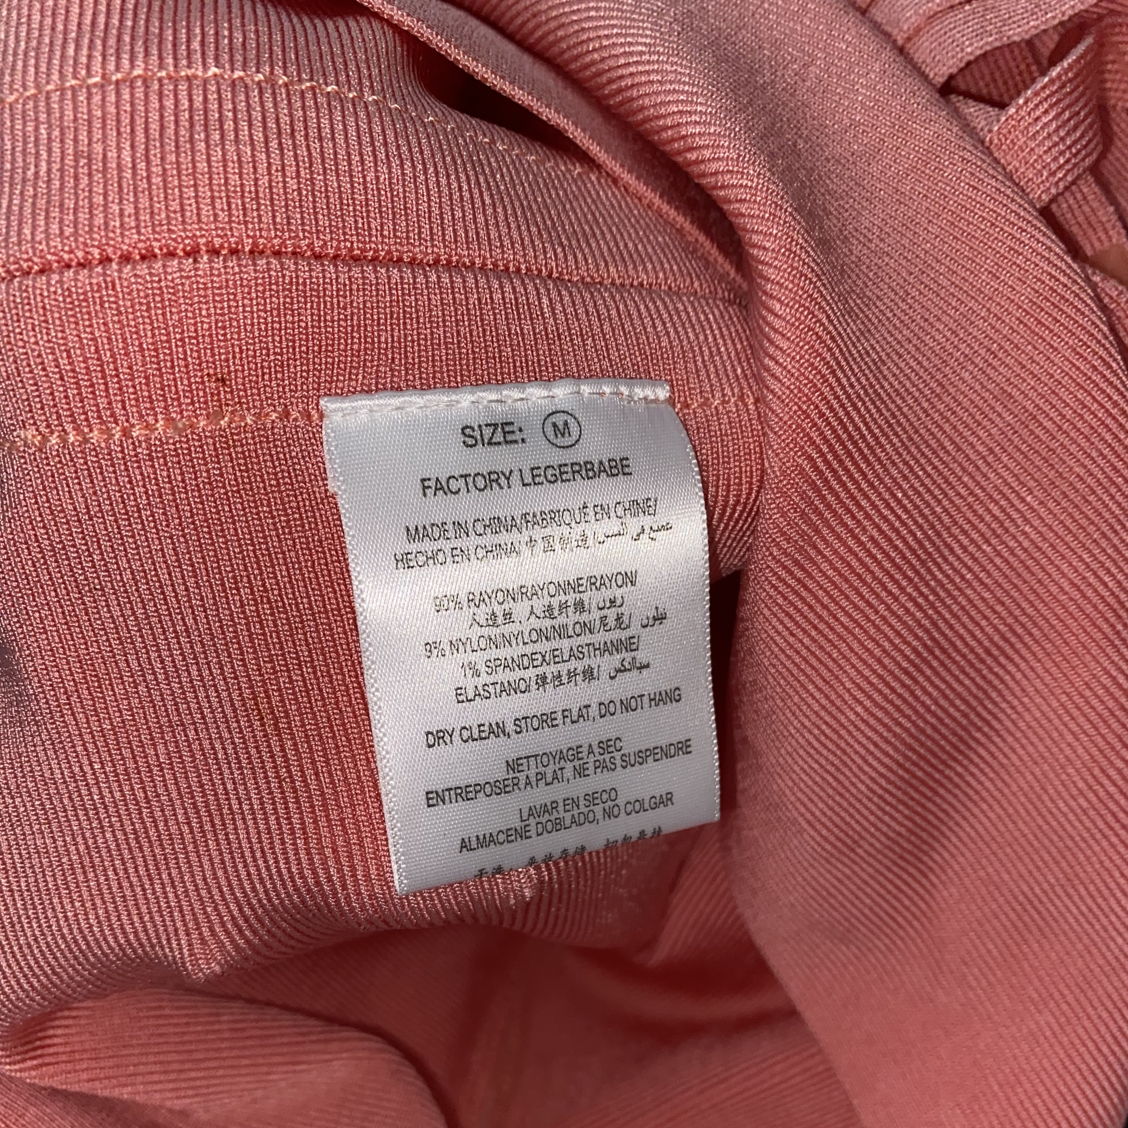 SIZE: M
FACTORY LEGERBABE
MADE IN CHINA/FABRIQUÉ EN CHINE/
HECHO EN CHINA/ 中国制造/ تصنع في الصين
90% RAYON/RAYONNE/RAYON/
人造丝、人造纤维/ ريون
9% NYLON/NYLON/NILON/尼龙/ نيلون
1% SPANDEX/ELASTHANNE/
ELASTANO/ 弹性纤维/ سباندكس
DRY CLEAN, STORE FLAT, DO NOT HANG
NETTOYAGE A SEC
ENTREPOSER A PLAT, NE PAS SUSPENDRE
LAVAR EN SECO
ALMACENE DOBLADO, NO COLGAR